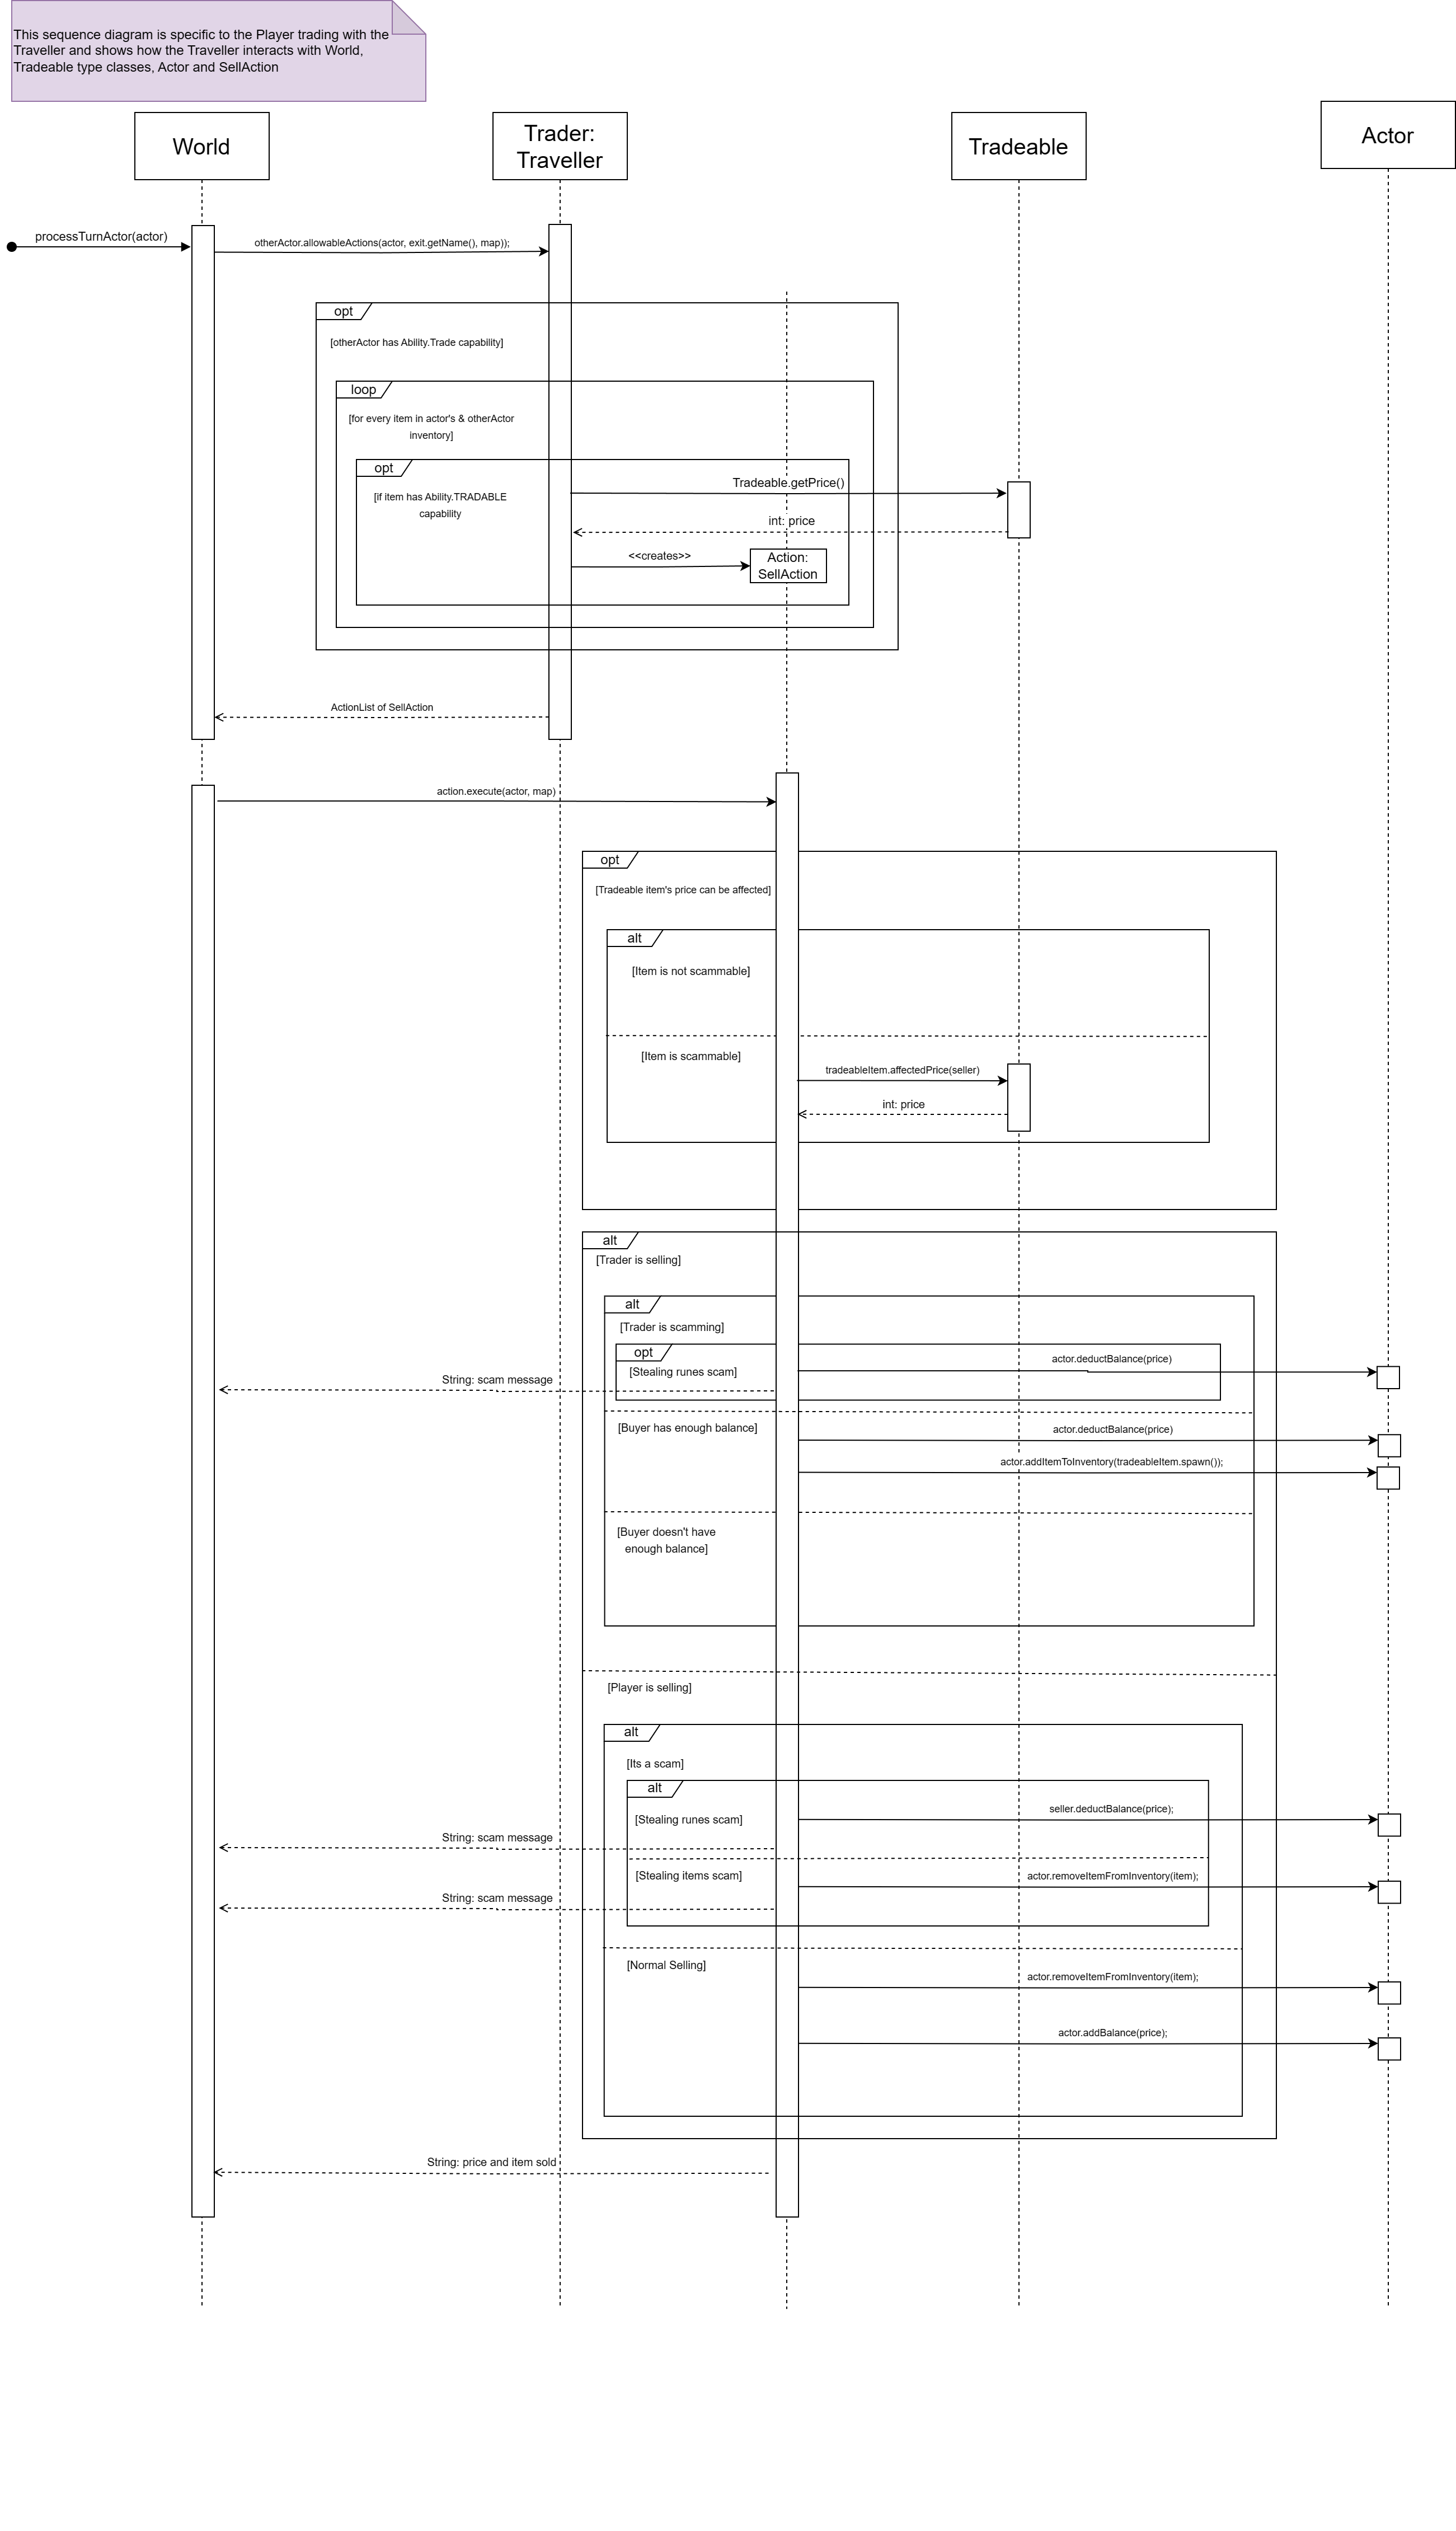 This sequence diagram is specific to the Player trading with the
Traveller and shows how the Traveller interacts with World,
Tradeable type classes, Actor and SellAction
World
Trader:
Traveller
Tradeable
Actor
processTurnActor(actor)
otherActor.allowableActions(actor, exit.getName(), map));
opt
[otherActor has Ability.Trade capability]
loop
[for every item in actor's & otherActor
inventory]
opt
[if item has Ability.TRADABLE
capability
Tradeable.getPrice()
int: price
<<creates>>
Action:
SellAction
ActionList of SellAction
action.execute(actor, map)
opt
[Tradeable item's price can be affected]
alt
[Item is not scammable]
[Item is scammable]
tradeableItem.affectedPrice(seller)
int: price
alt
[Trader is selling]
alt
[Trader is scamming]
opt
[Stealing runes scam]
actor.deductBalance(price)
String: scam message
[Buyer has enough balance]
actor.deductBalance(price)
actor.addItemToInventory(tradeableItem.spawn());
[Buyer doesn't have
enough balance]
[Player is selling]
alt
[Its a scam]
alt
[Stealing runes scam]
seller.deductBalance(price);
String: scam message
[Stealing items scam]
actor.removeItemFromInventory(item);
String: scam message
[Normal Selling]
actor.removeItemFromInventory(item);
actor.addBalance(price);
String: price and item sold